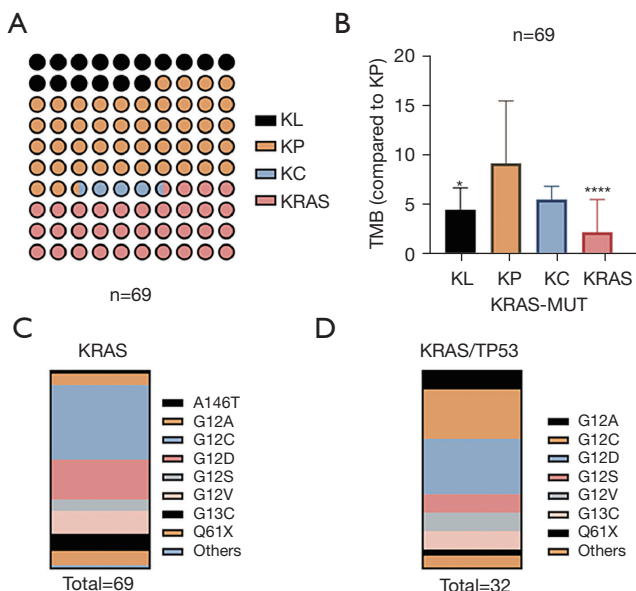 A
KL
KP
KC
KRAS
n=69
B
n=69
TMB (compared to KP)
20
15
10
5
0
*
****
KL KP KC KRAS
KRAS-MUT
C
KRAS
A146T
G12A
G12C
G12D
G12S
G12V
G13C
Q61X
Others
Total=69
D
KRAS/TP53
G12A
G12C
G12D
G12S
G12V
G13C
Q61X
Others
Total=32